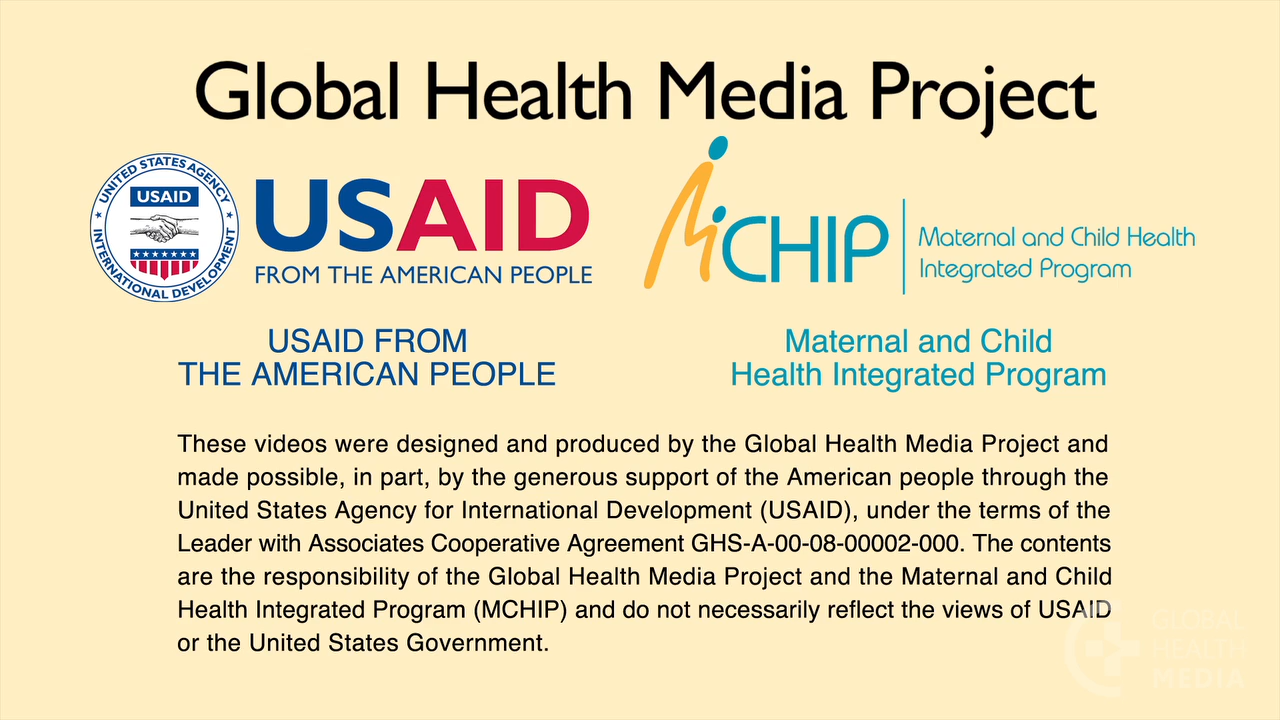 Global Health Media Project
UNITED STATES AGENCY
USAID
INTERNATIONAL DEVELOPMENT
USAID
FROM THE AMERICAN PEOPLE
MCHIP
Maternal and Child Health
Integrated Program
USAID FROM
THE AMERICAN PEOPLE
Maternal and Child
Health Integrated Program
These videos were designed and produced by the Global Health Media Project and
made possible, in part, by the generous support of the American people through the
United States Agency for International Development (USAID), under the terms of the
Leader with Associates Cooperative Agreement GHS-A-00-08-00002-000. The contents
are the responsibility of the Global Health Media Project and the Maternal and Child
Health Integrated Program (MCHIP) and do not necessarily reflect the views of USAID
or the United States Government.
GLOBAL
HEALTH
MEDIA